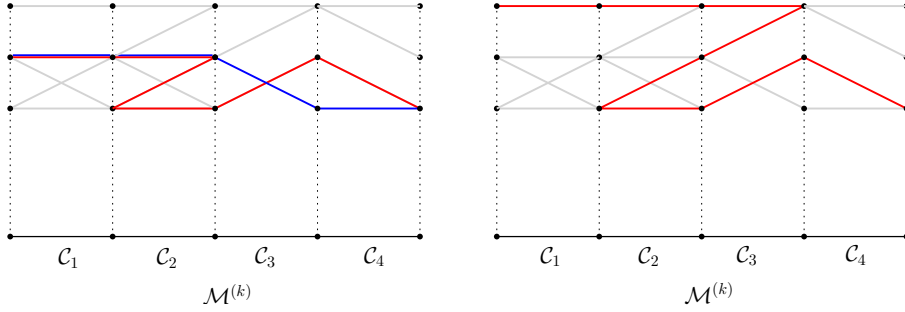 𝒞₁ 𝒞₂ 𝒞₃ 𝒞₄
ℳ⁽ᵏ⁾
𝒞₁ 𝒞₂ 𝒞₃ 𝒞₄
ℳ⁽ᵏ⁾